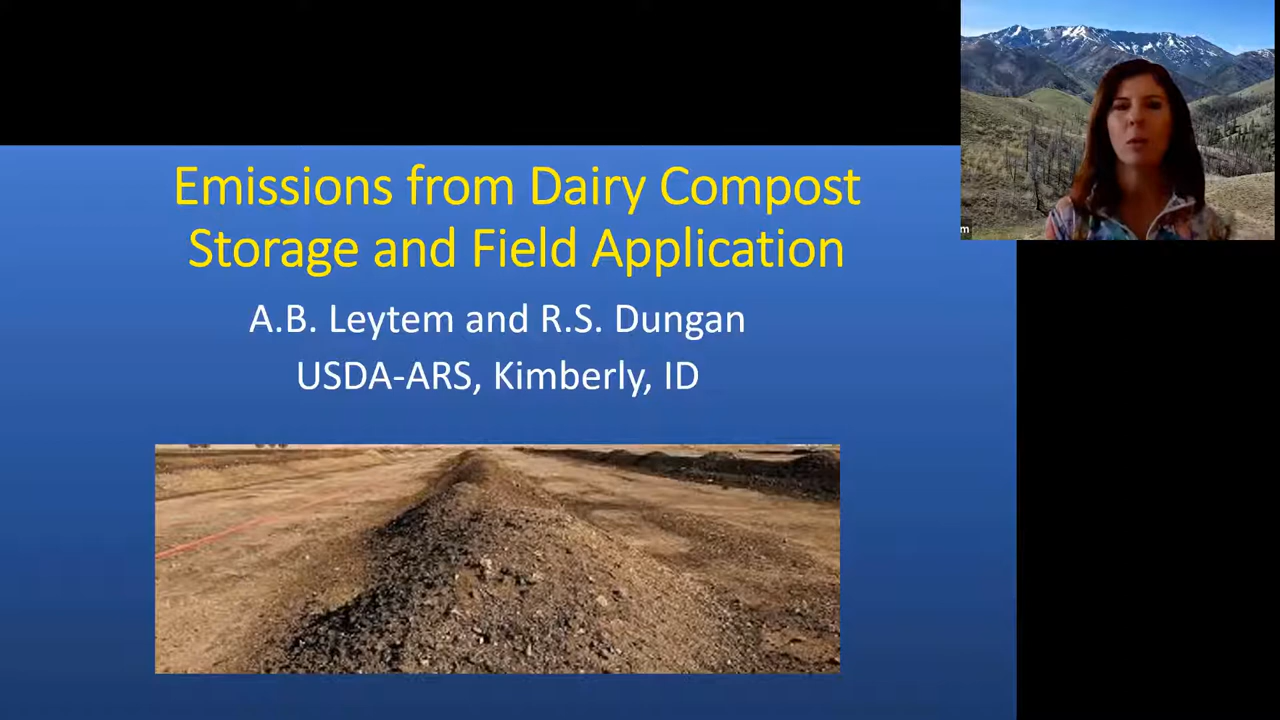 Emissions from Dairy Compost
Storage and Field Application
A.B. Leytem and R.S. Dungan
USDA-ARS, Kimberly, ID
m